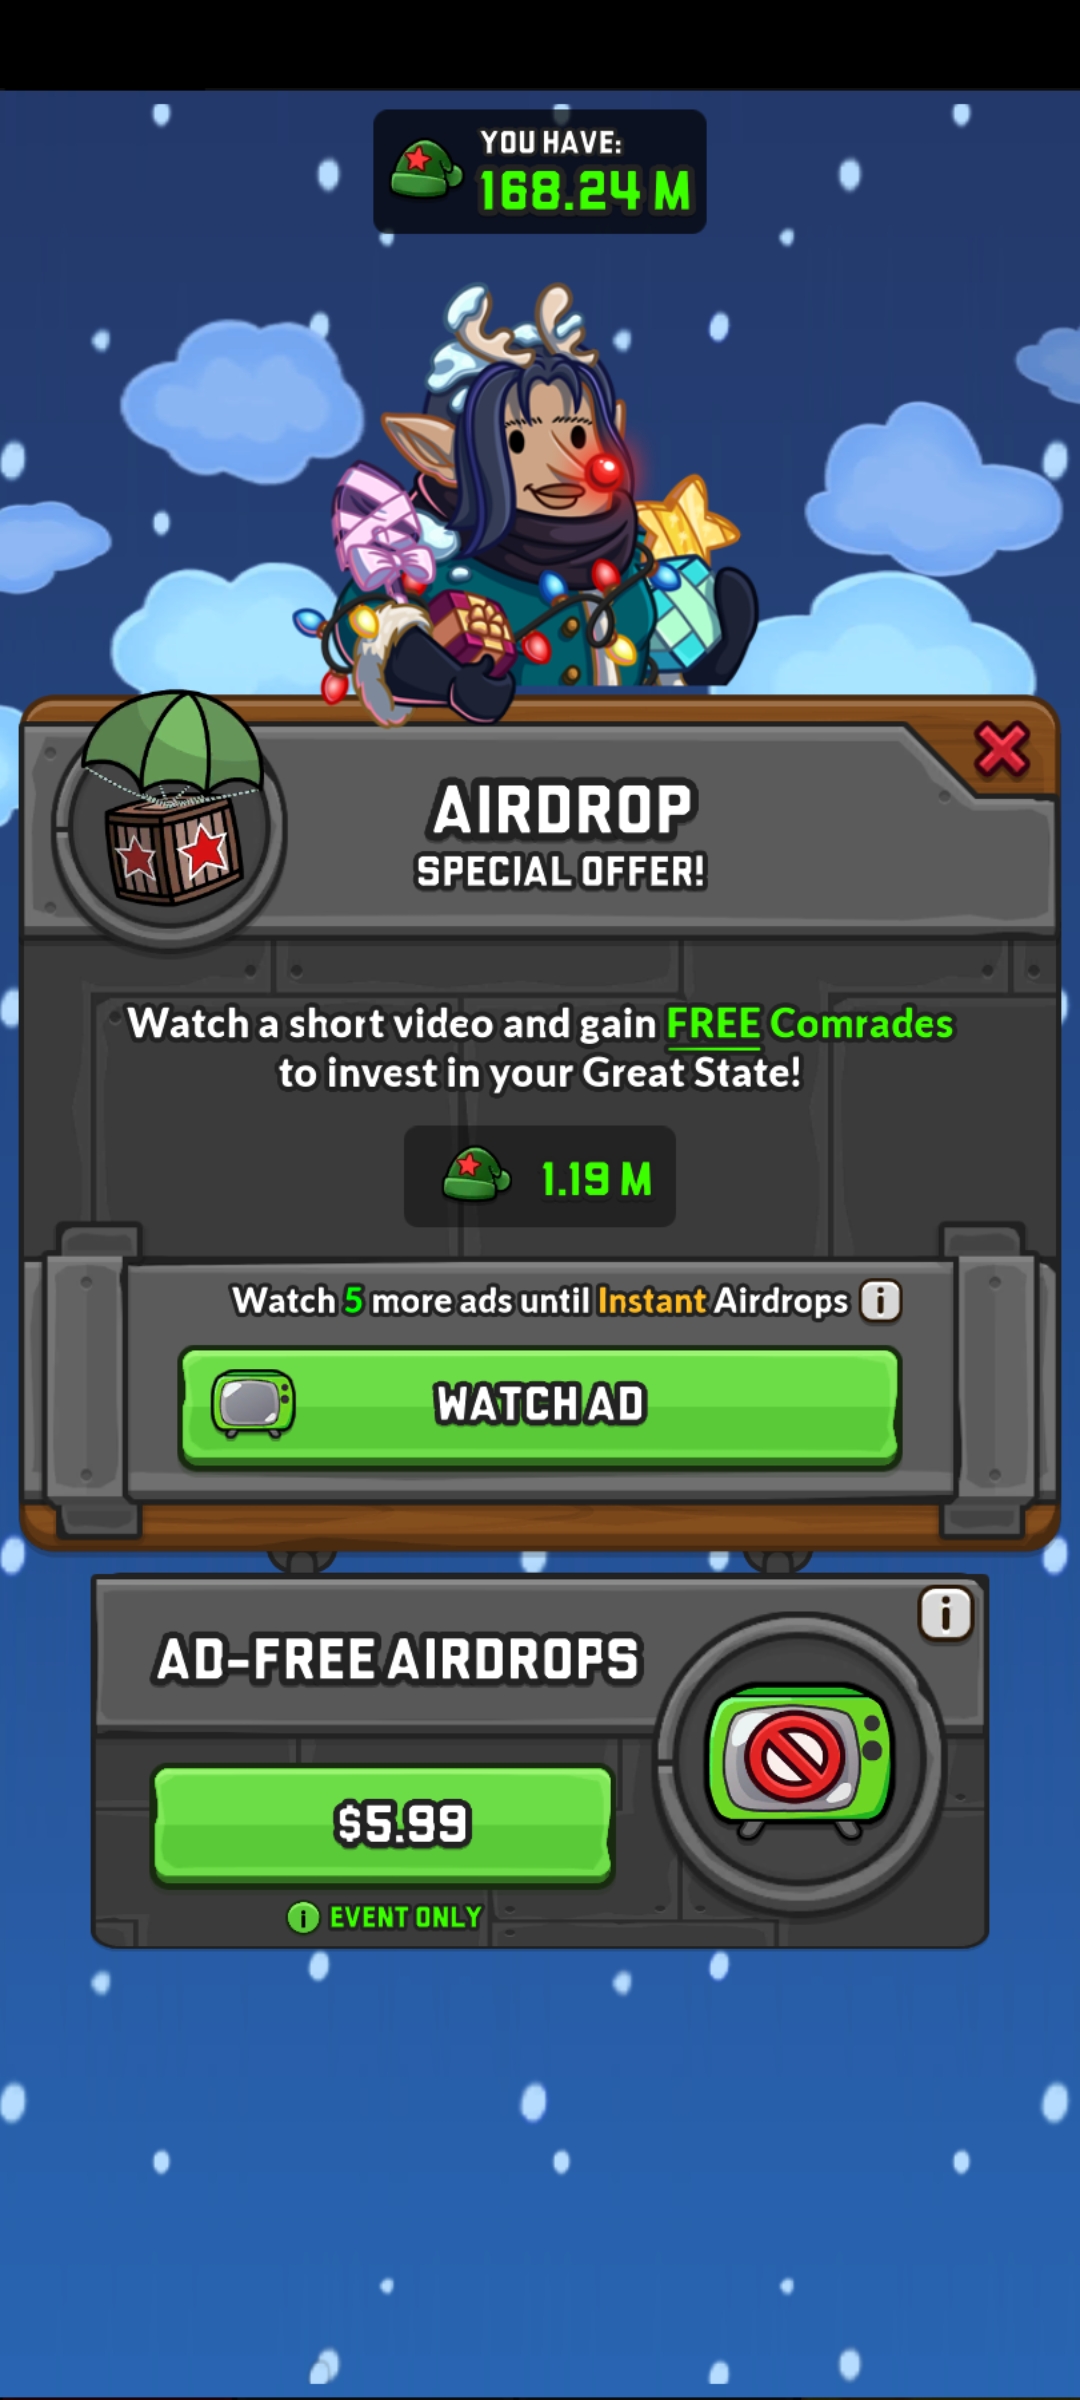 YOU HAVE:
168.24 M
AIRDROP
SPECIAL OFFER!
Watch a short video and gain FREE Comrades
to invest in your Great State!
1.19 M
Watch 5 more ads until Instant Airdrops i
WATCH AD
i
AD-FREE AIRDROPS
$5.99
i EVENT ONLY